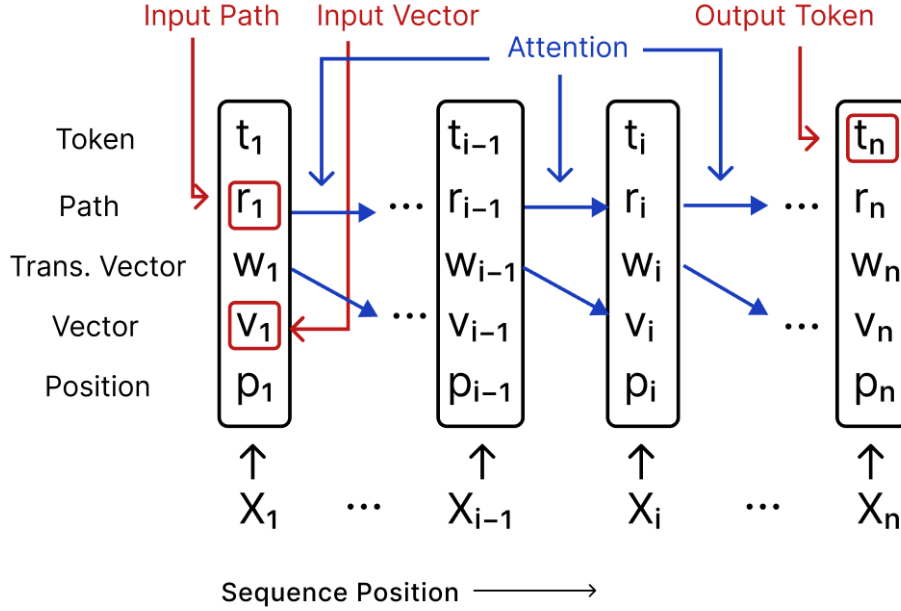 Input Path Input Vector Output Token
Attention
Token t₁ tᵢ₋₁ tᵢ tₙ
Path r₁ ... rᵢ₋₁ rᵢ ... rₙ
Trans. Vector w₁ wᵢ₋₁ wᵢ wₙ
Vector v₁ ... vᵢ₋₁ vᵢ ... vₙ
Position p₁ pᵢ₋₁ pᵢ pₙ
X₁ ... Xᵢ₋₁ Xᵢ ... Xₙ
Sequence Position